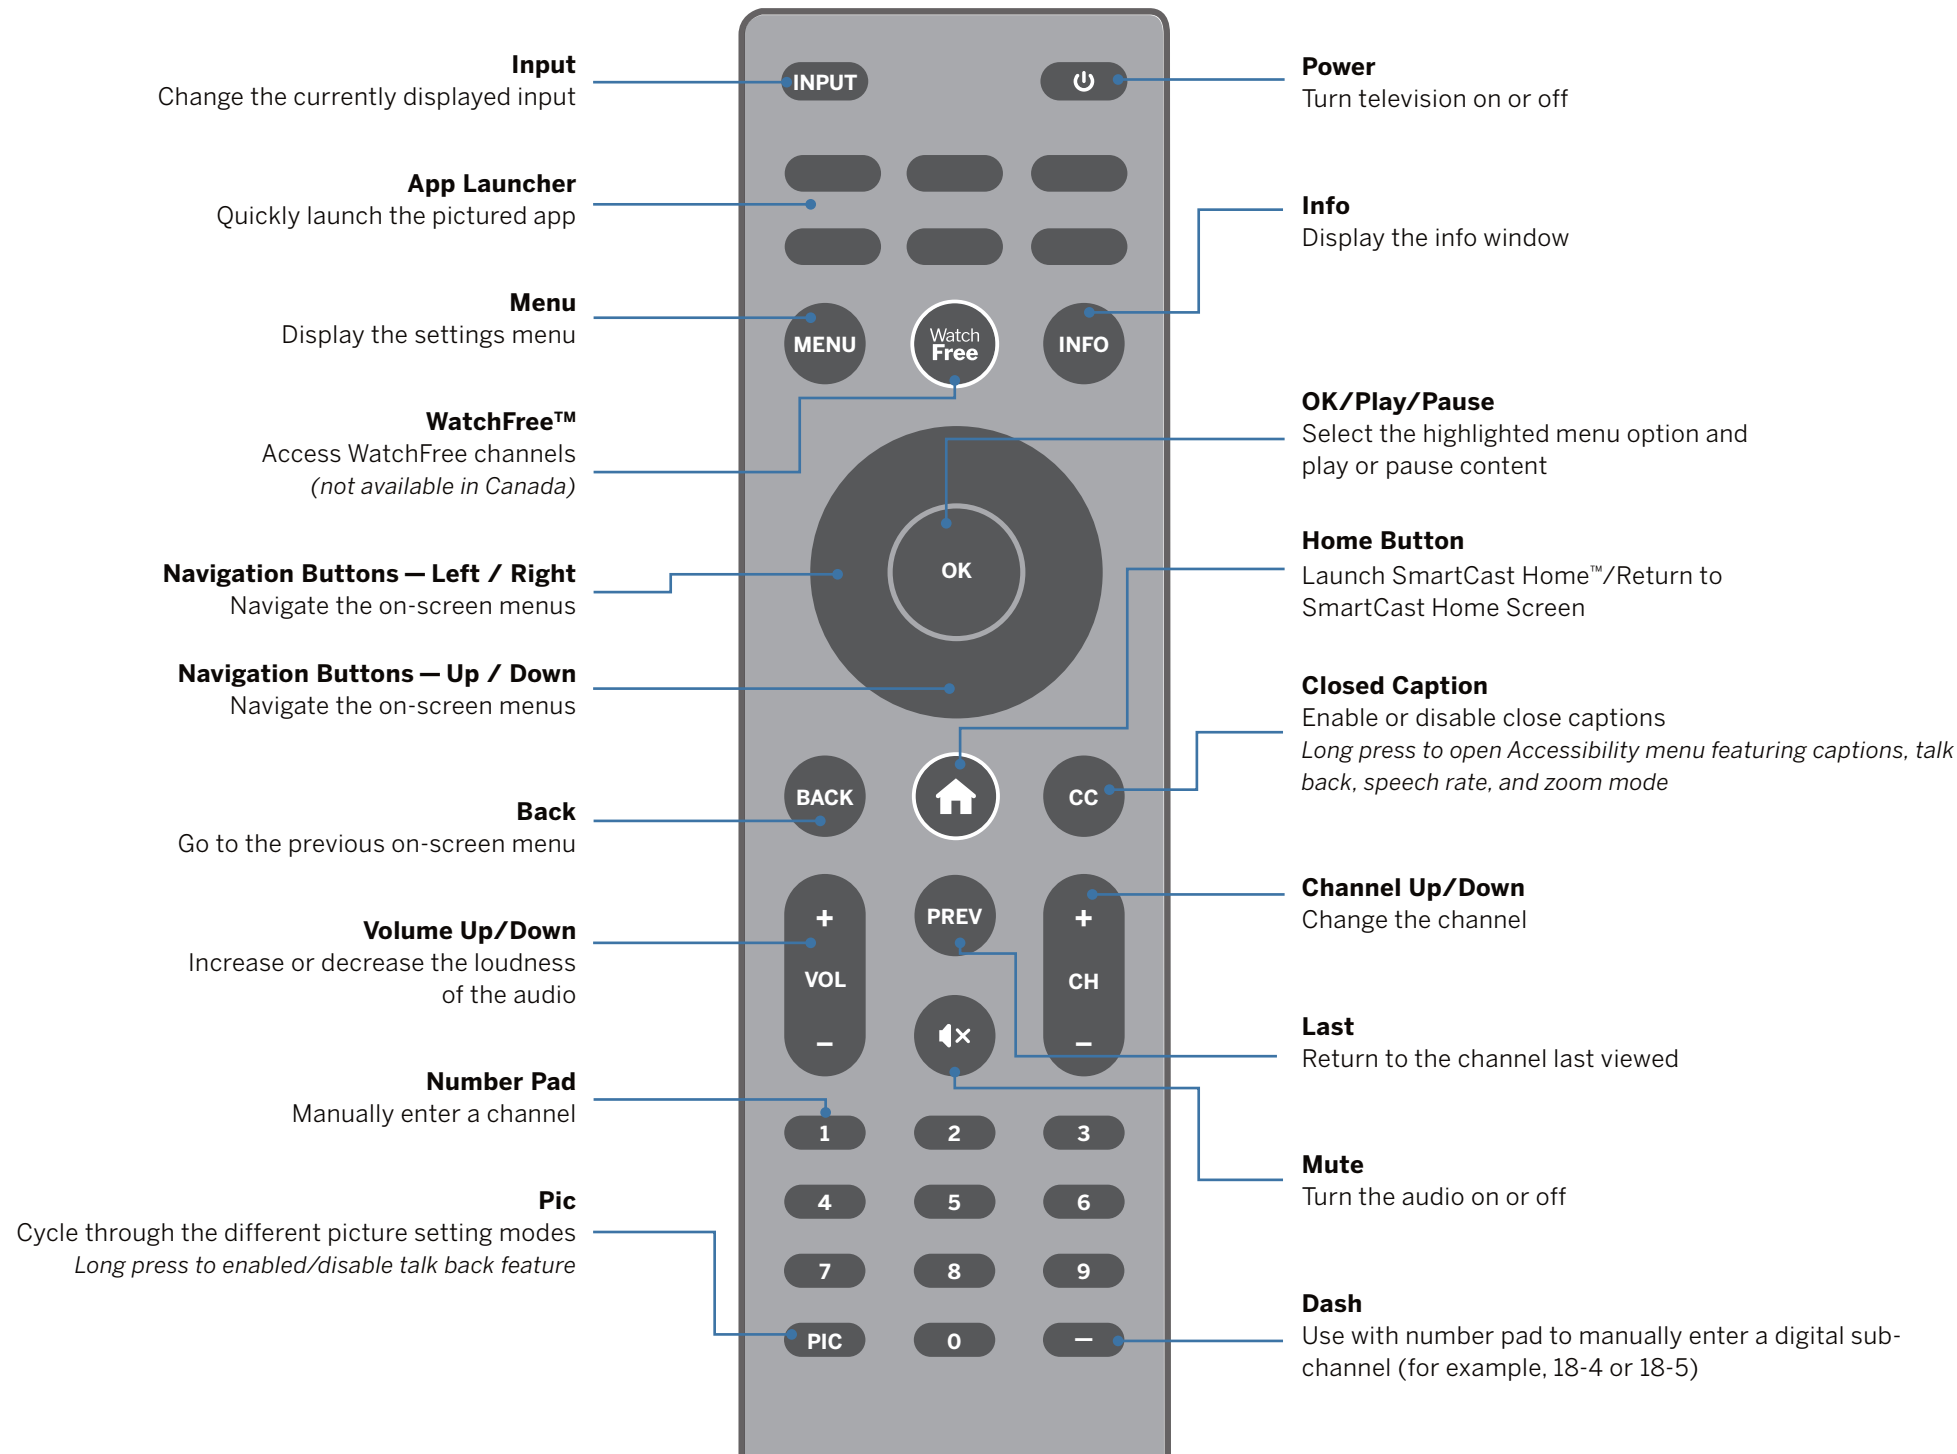 Input
Change the currently displayed input
App Launcher
Quickly launch the pictured app
Menu
Display the settings menu
WatchFree™
Access WatchFree channels
(not available in Canada)
Navigation Buttons — Left / Right
Navigate the on-screen menus
Navigation Buttons — Up / Down
Navigate the on-screen menus
Back
Go to the previous on-screen menu
Volume Up/Down
Increase or decrease the loudness
of the audio
Number Pad
Manually enter a channel
Pic
Cycle through the different picture setting modes
Long press to enabled/disable talk back feature
INPUT
MENU
Watch
Free
INFO
OK
BACK
CC
+
PREV
+
VOL
CH
–
–
1
2
3
4
5
6
7
8
9
PIC
0
–
Power
Turn television on or off
Info
Display the info window
OK/Play/Pause
Select the highlighted menu option and
play or pause content
Home Button
Launch SmartCast Home™/Return to
SmartCast Home Screen
Closed Caption
Enable or disable close captions
Long press to open Accessibility menu featuring captions, talk
back, speech rate, and zoom mode
Channel Up/Down
Change the channel
Last
Return to the channel last viewed
Mute
Turn the audio on or off
Dash
Use with number pad to manually enter a digital sub-
channel (for example, 18-4 or 18-5)